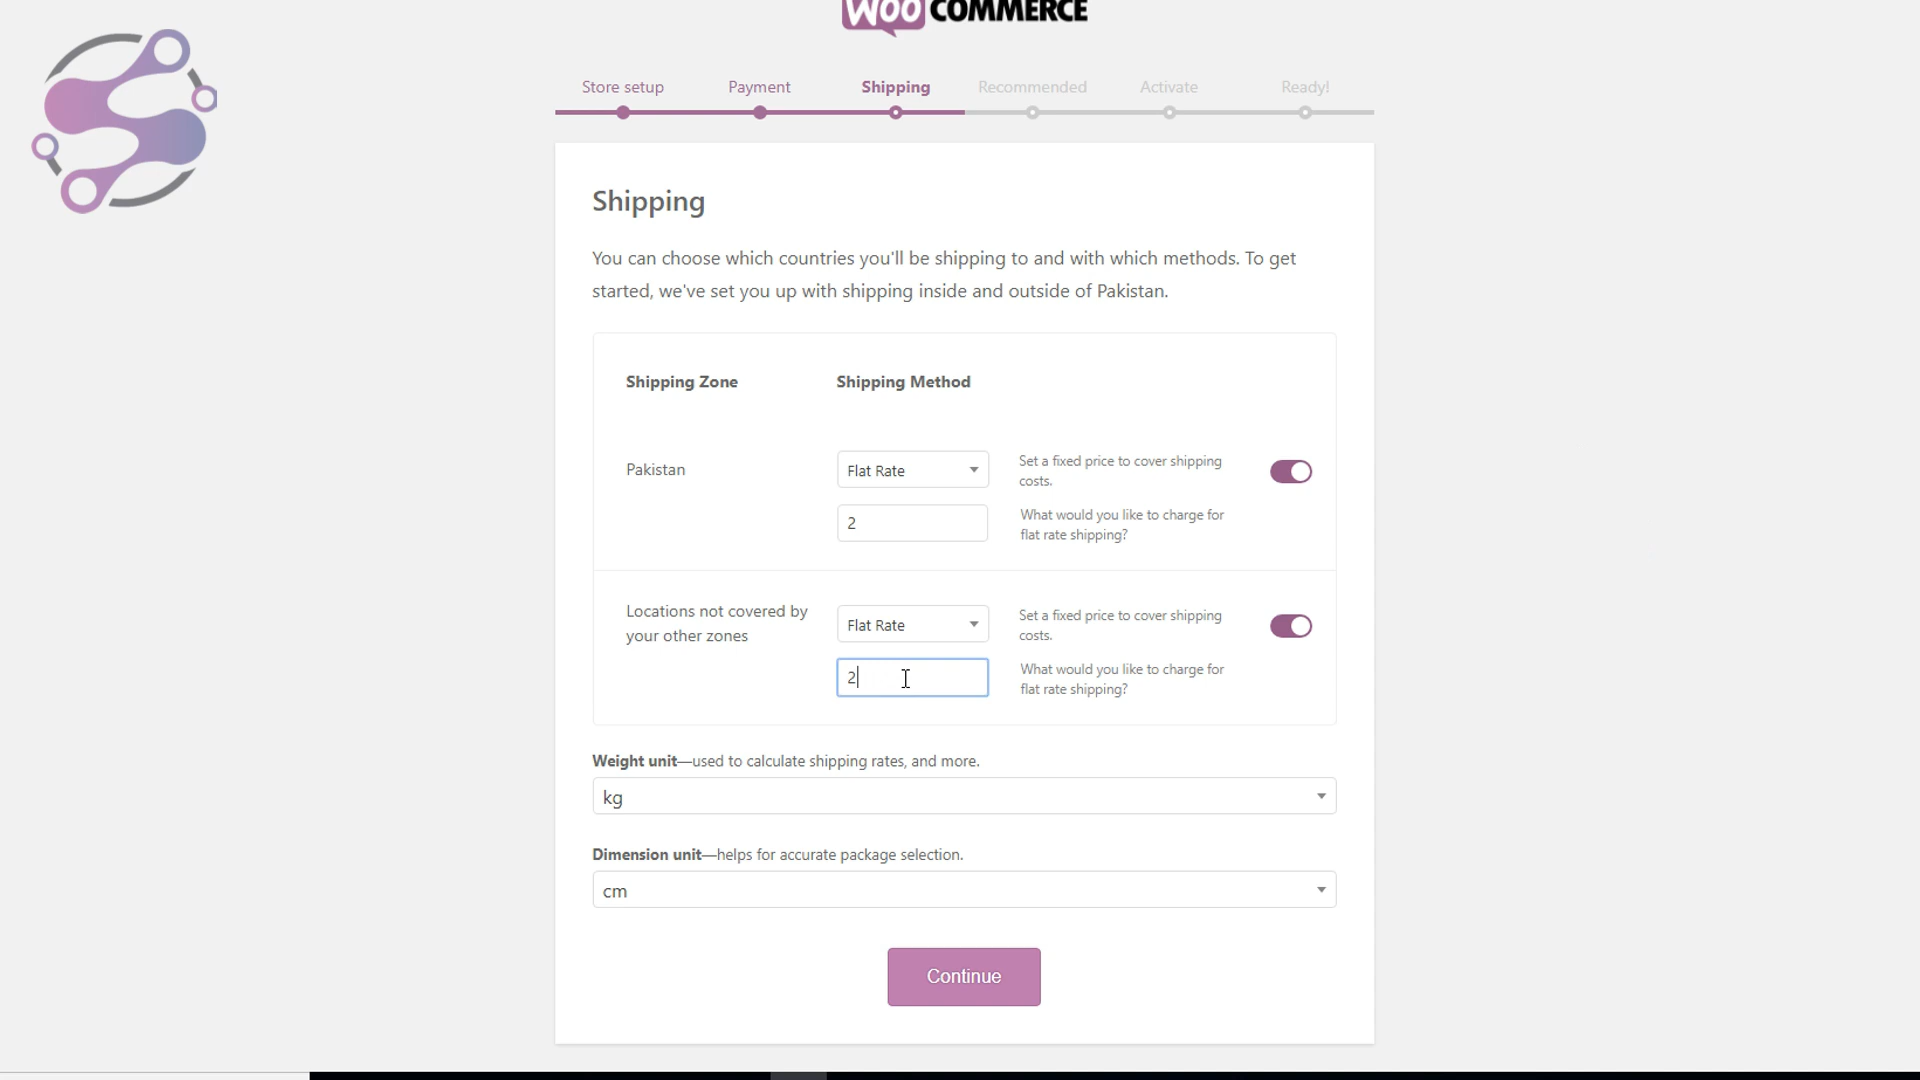 WOO COMMERCE
Store setup Payment Shipping Recommended Activate Ready!
Shipping
You can choose which countries you'll be shipping to and with which methods. To get
started, we've set you up with shipping inside and outside of Pakistan.
Shipping Zone Shipping Method
Pakistan
Flat Rate
Set a fixed price to cover shipping
costs.
2
What would you like to charge for
flat rate shipping?
Locations not covered by
your other zones
Flat Rate
Set a fixed price to cover shipping
costs.
2
What would you like to charge for
flat rate shipping?
Weight unit—used to calculate shipping rates, and more.
kg
Dimension unit—helps for accurate package selection.
cm
Continue